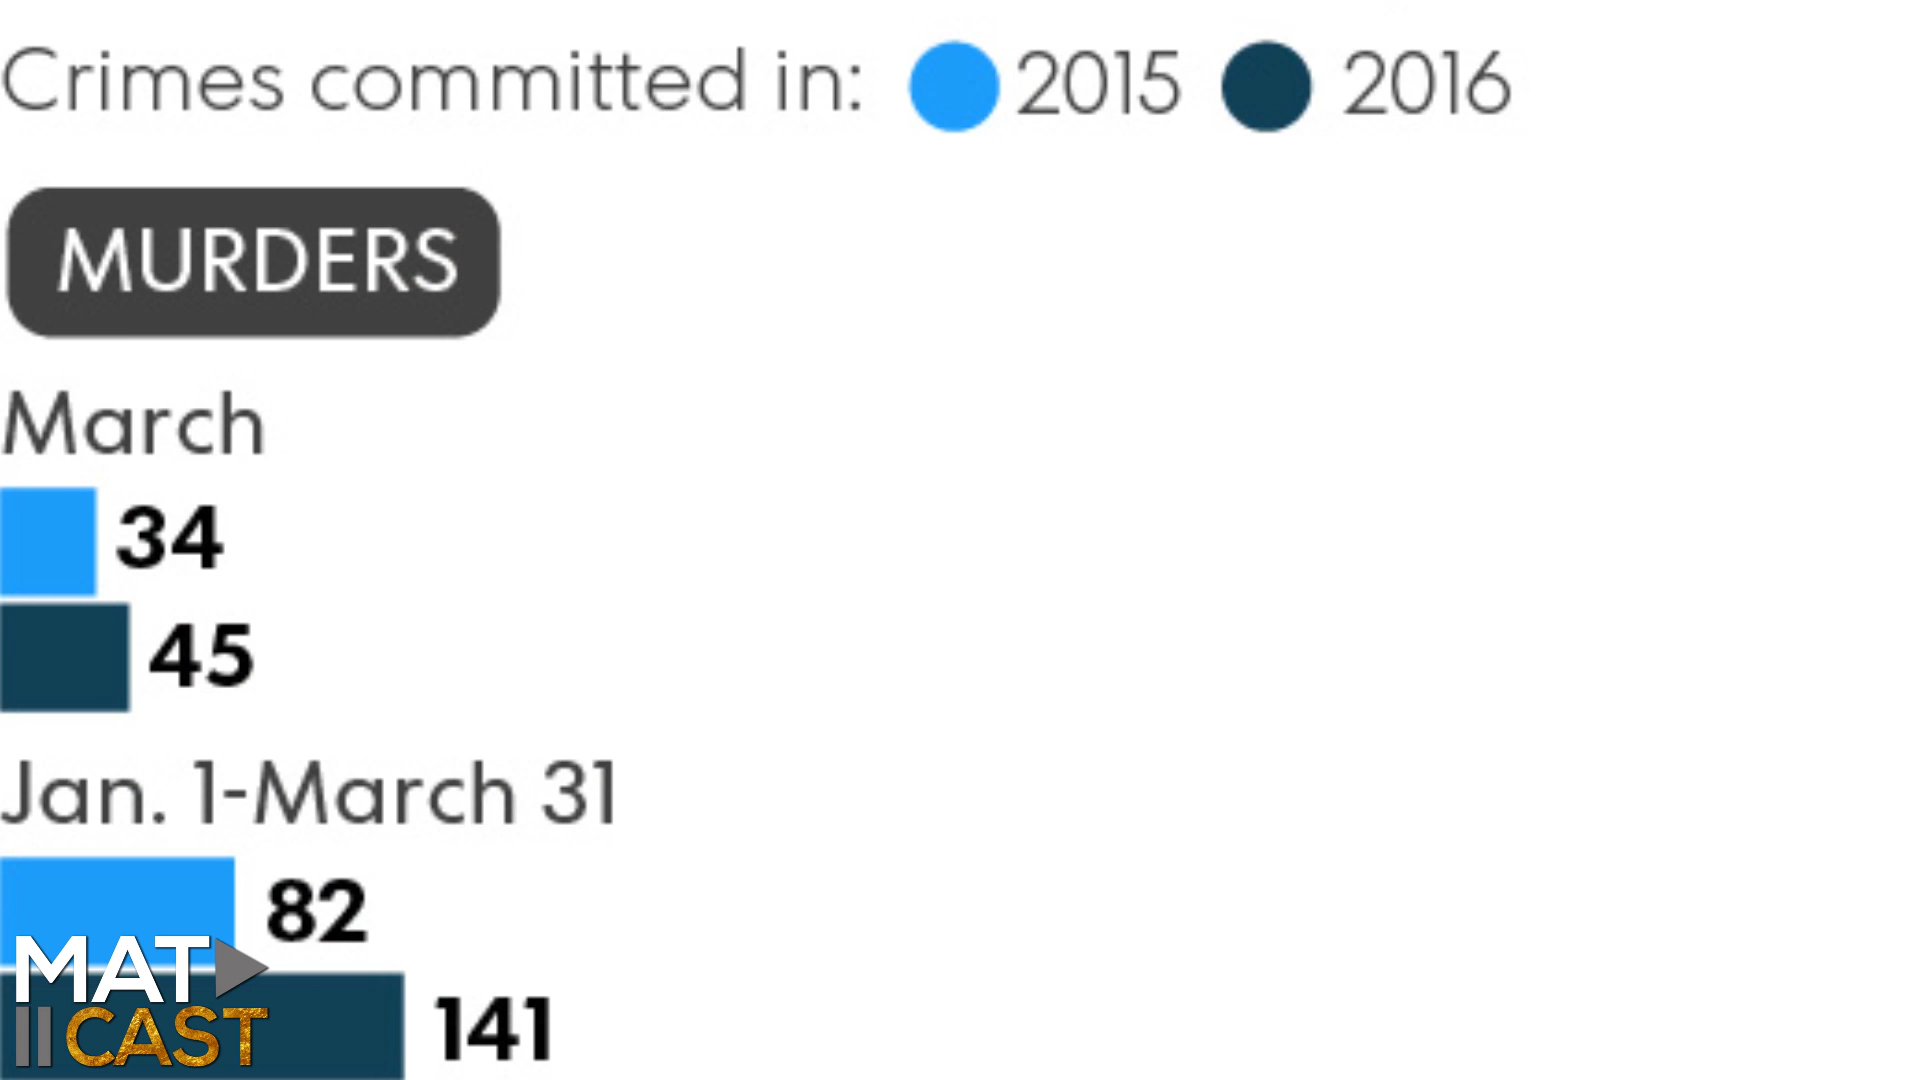 Crimes committed in: 2015 2016
MURDERS
March
34
45
Jan. 1-March 31
82
141
MAT
CAST